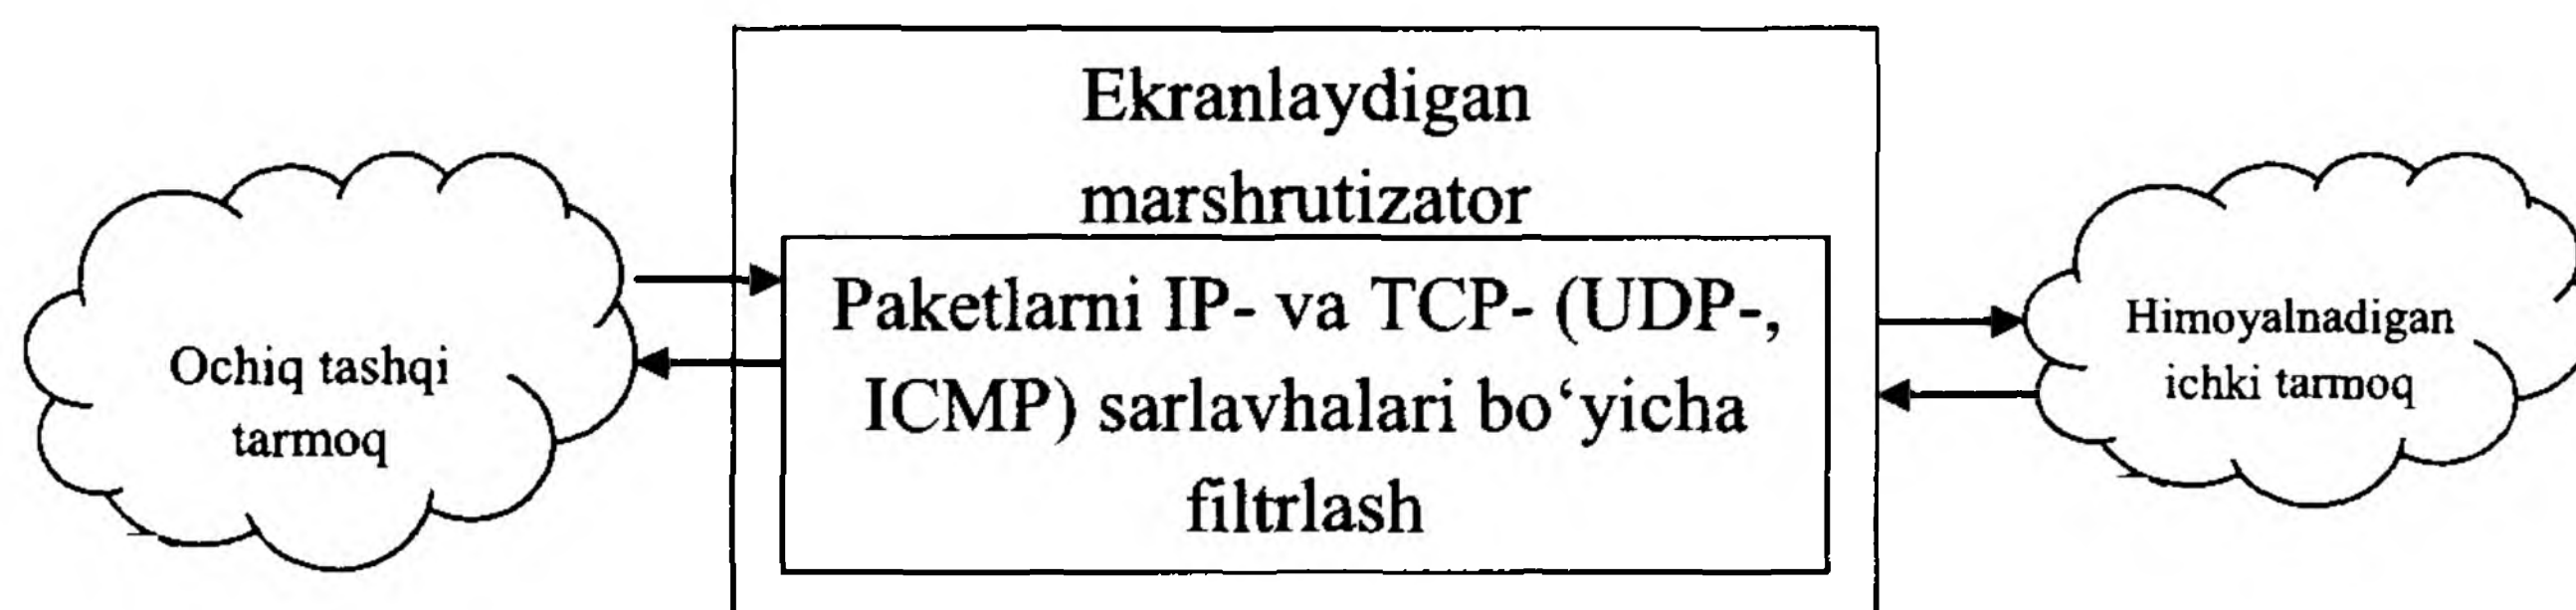 Ekranlaydigan
marshrutizator
Paketlarni IP- va TCP- (UDP-,
ICMP) sarlavhalari bo‘yicha
filtrlash
Ochiq tashqi
tarmoq
Himoyalnadigan
ichki tarmoq